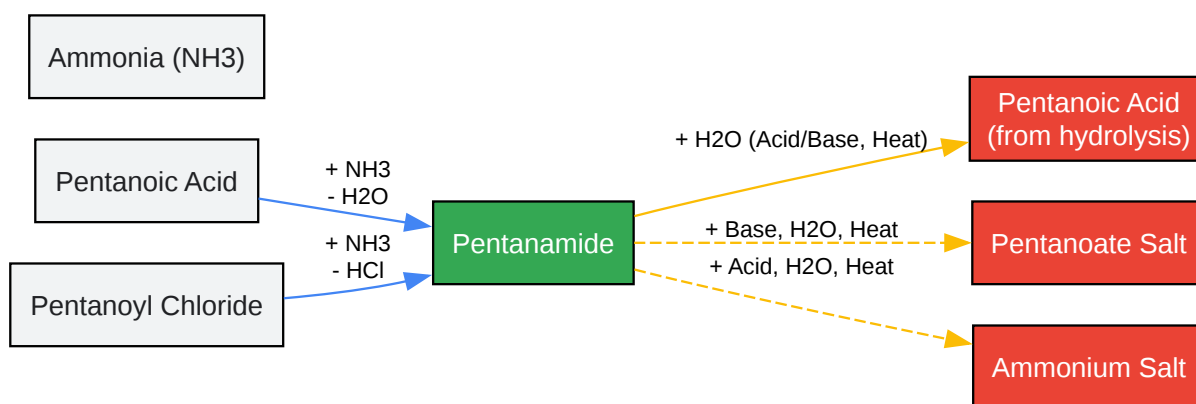 Ammonia (NH3)
Pentanoic Acid
Pentanoyl Chloride
+ NH3
- H2O
+ NH3
- HCl
Pentanamide
+ H2O (Acid/Base, Heat)
+ Base, H2O, Heat
+ Acid, H2O, Heat
Pentanoic Acid
(from hydrolysis)
Pentanoate Salt
Ammonium Salt